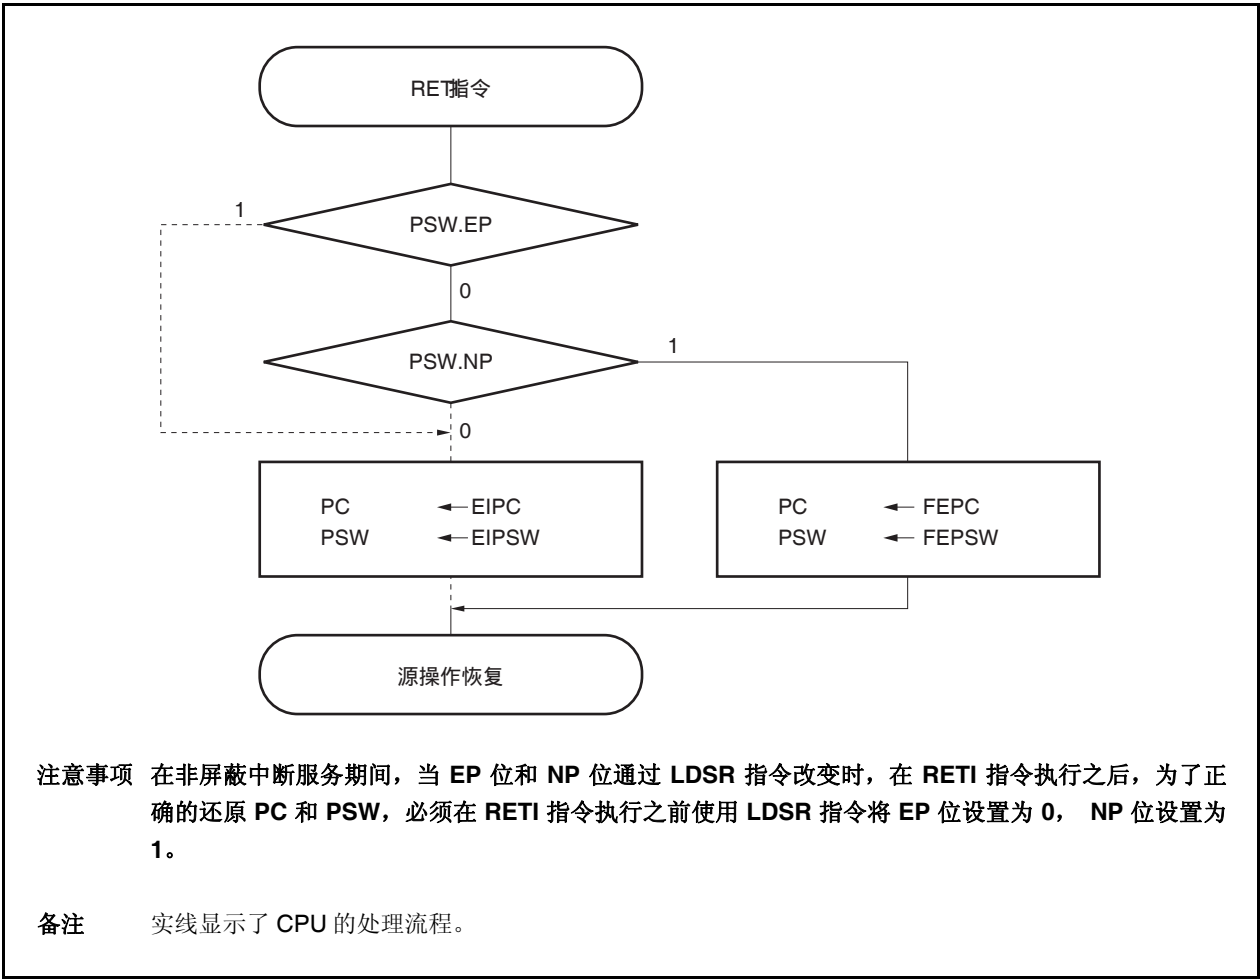 RETI指令
1
PSW.EP
0
PSW.NP
1
0
PC ← EIPC
PSW ← EIPSW
PC ← FEPC
PSW ← FEPSW
源操作恢复
注意事项 在非屏蔽中断服务期间，当 EP 位和 NP 位通过 LDSR 指令改变时，在 RETI 指令执行之后，为了正
确的还原 PC 和 PSW，必须在 RETI 指令执行之前使用 LDSR 指令将 EP 位设置为 0， NP 位设置为
1。
备注 实线显示了 CPU 的处理流程。